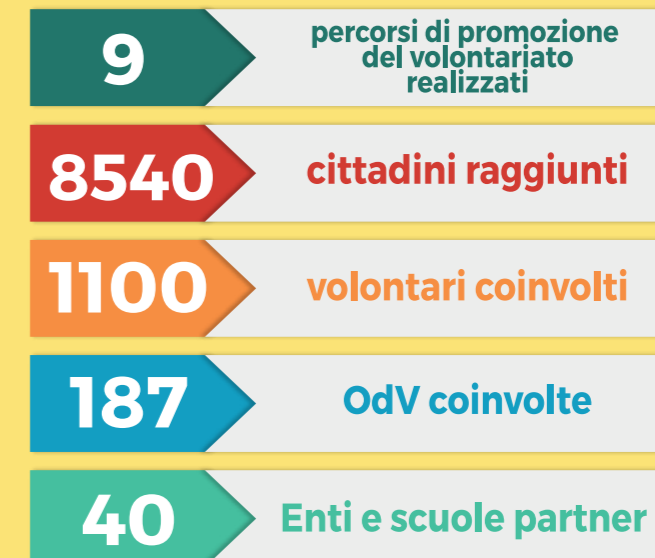 9
percorsi di promozione
del volontariato
realizzati
8540
cittadini raggiunti
1100
volontari coinvolti
187
OdV coinvolte
40
Enti e scuole partner